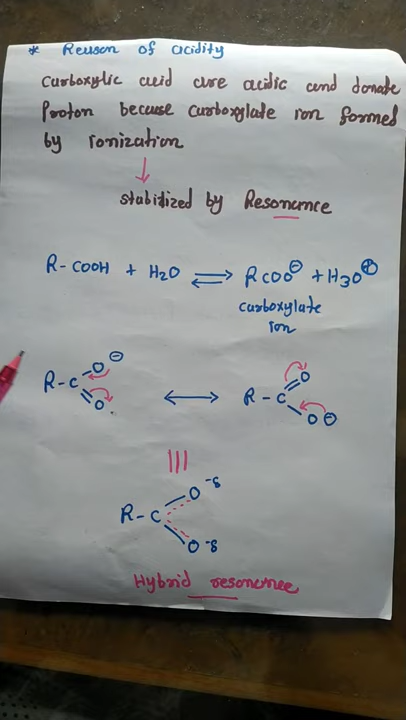 * Reason of acidity
Carboxylic acid are acidic and donate
Proton because carboxylate ion formed
by ionization
↓
stabidized by Resonance
R-COOH + H2O ⇌ RCOO⊖ + H3O⊕
carboxylate
ion
R-C O⊖ O ↔ R-C O O⊖
|||
R-C O-δ O-δ
Hybrid resonance